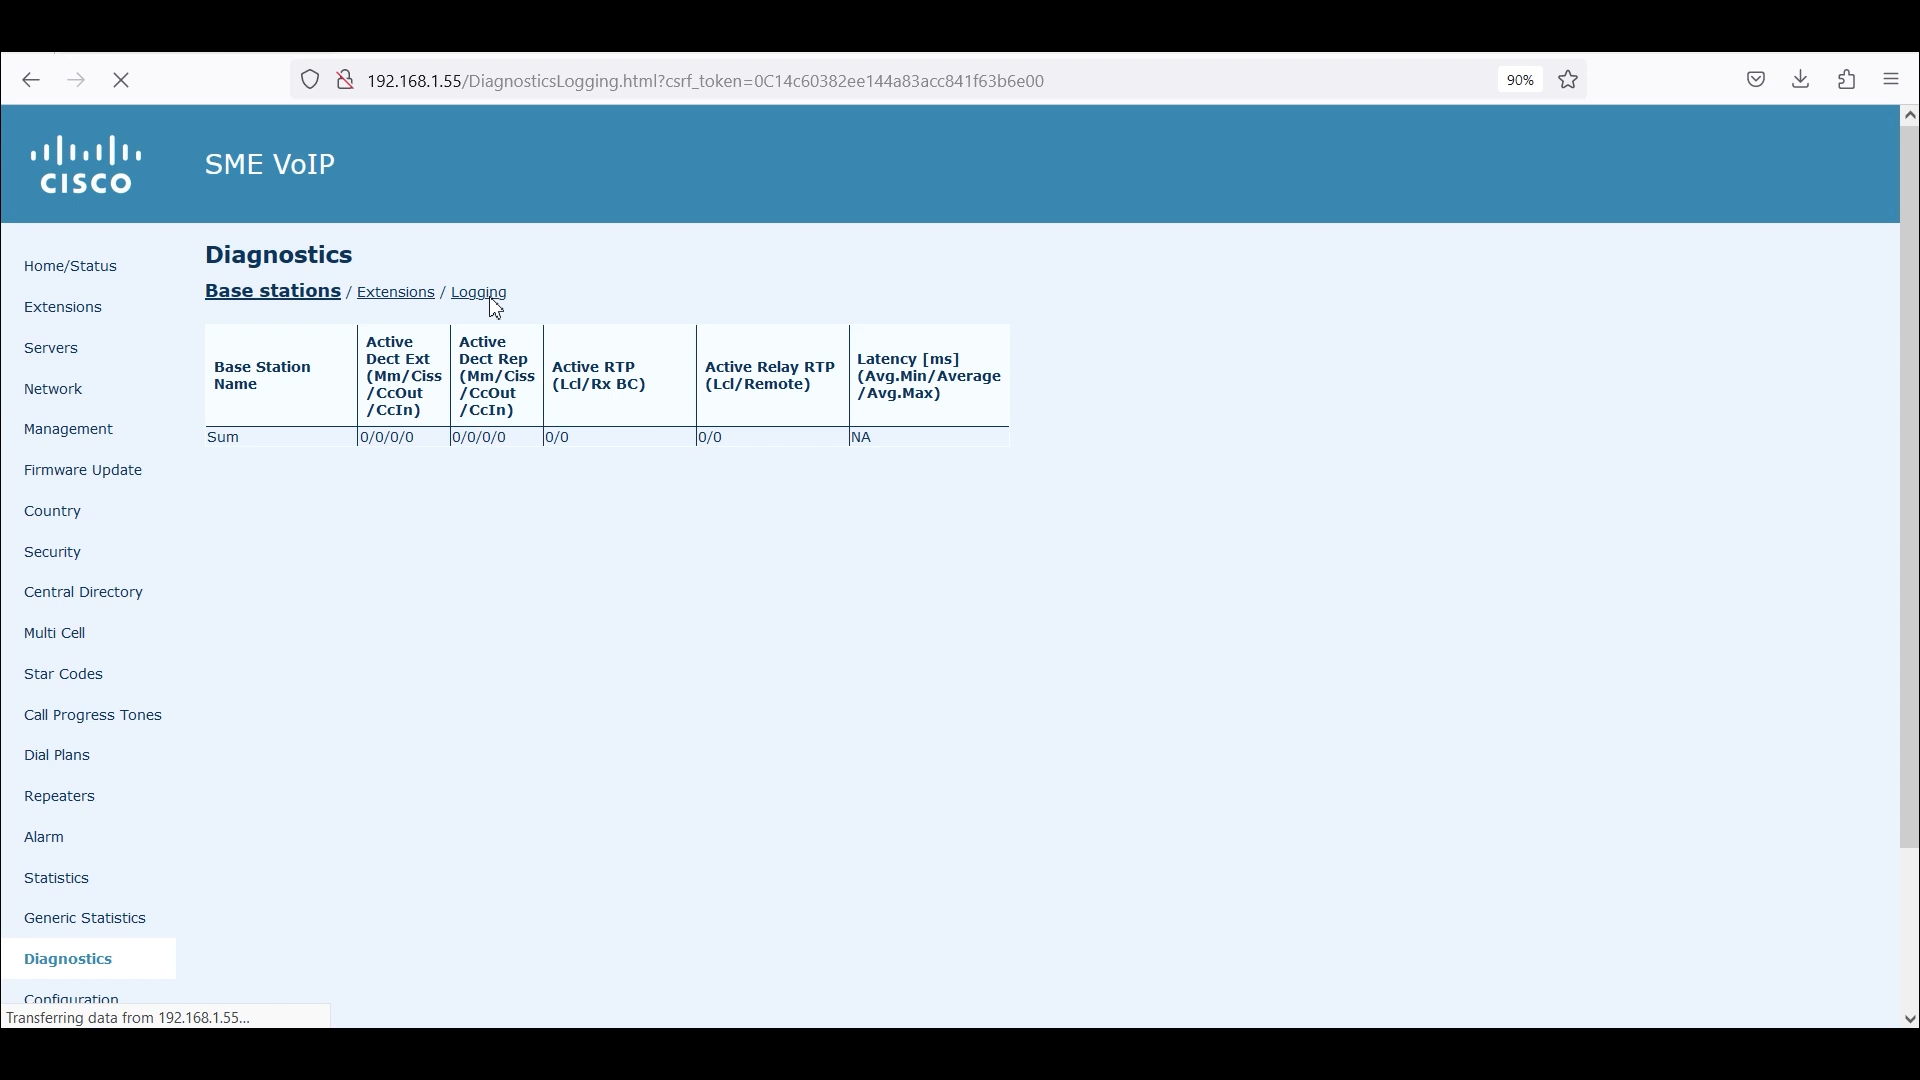 192.168.1.55/DiagnosticsLogging.html?csrf_token=0C14c60382ee144a83acc841f63b6e00
90%
CISCO
SME VoIP
Home/Status
Extensions
Servers
Network
Management
Firmware Update
Country
Security
Central Directory
Multi Cell
Star Codes
Call Progress Tones
Dial Plans
Repeaters
Alarm
Statistics
Generic Statistics
Diagnostics
Configuration
Diagnostics
Base stations / Extensions / Logging
Base Station
Name
Active
Dect Ext
(Mm/Ciss
/CcOut
/CcIn)
Active
Dect Rep
(Mm/Ciss
/CcOut
/CcIn)
Active RTP
(Lcl/Rx BC)
Active Relay RTP
(Lcl/Remote)
Latency [ms]
(Avg.Min/Average
/Avg.Max)
Sum 0/0/0/0 0/0/0/0 0/0 0/0 NA
Transferring data from 192.168.1.55...